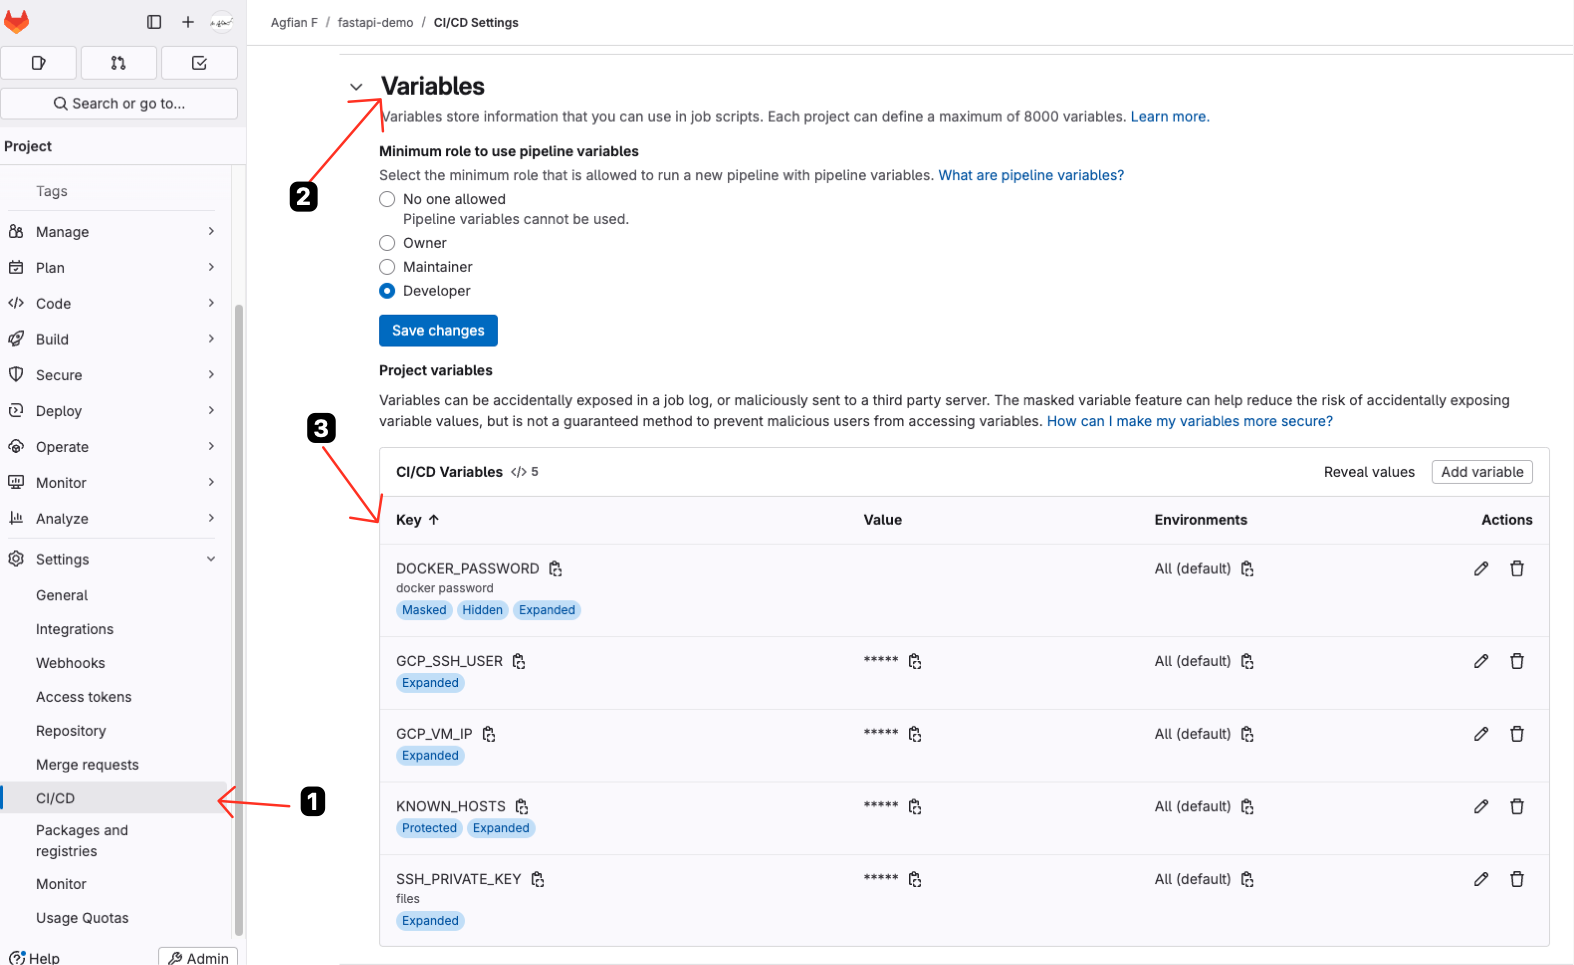 Agfian F / fastapi-demo / CI/CD Settings
Search or go to...
Project
Tags
Manage
Plan
Code
Build
Secure
Deploy
Operate
Monitor
Analyze
Settings
General
Integrations
Webhooks
Access tokens
Repository
Merge requests
CI/CD
1
Packages and
registries
Monitor
Usage Quotas
Help
Admin
Variables
Variables store information that you can use in job scripts. Each project can define a maximum of 8000 variables. Learn more.
2
Minimum role to use pipeline variables
Select the minimum role that is allowed to run a new pipeline with pipeline variables. What are pipeline variables?
No one allowed
Pipeline variables cannot be used.
Owner
Maintainer
Developer
Save changes
Project variables
Variables can be accidentally exposed in a job log, or maliciously sent to a third party server. The masked variable feature can help reduce the risk of accidentally exposing
variable values, but is not a guaranteed method to prevent malicious users from accessing variables. How can I make my variables more secure?
3
CI/CD Variables </> 5 Reveal values Add variable
Key ↑ Value Environments Actions
DOCKER_PASSWORD All (default)
docker password
Masked Hidden Expanded
GCP_SSH_USER ***** All (default)
Expanded
GCP_VM_IP ***** All (default)
Expanded
KNOWN_HOSTS ***** All (default)
Protected Expanded
SSH_PRIVATE_KEY ***** All (default)
files
Expanded